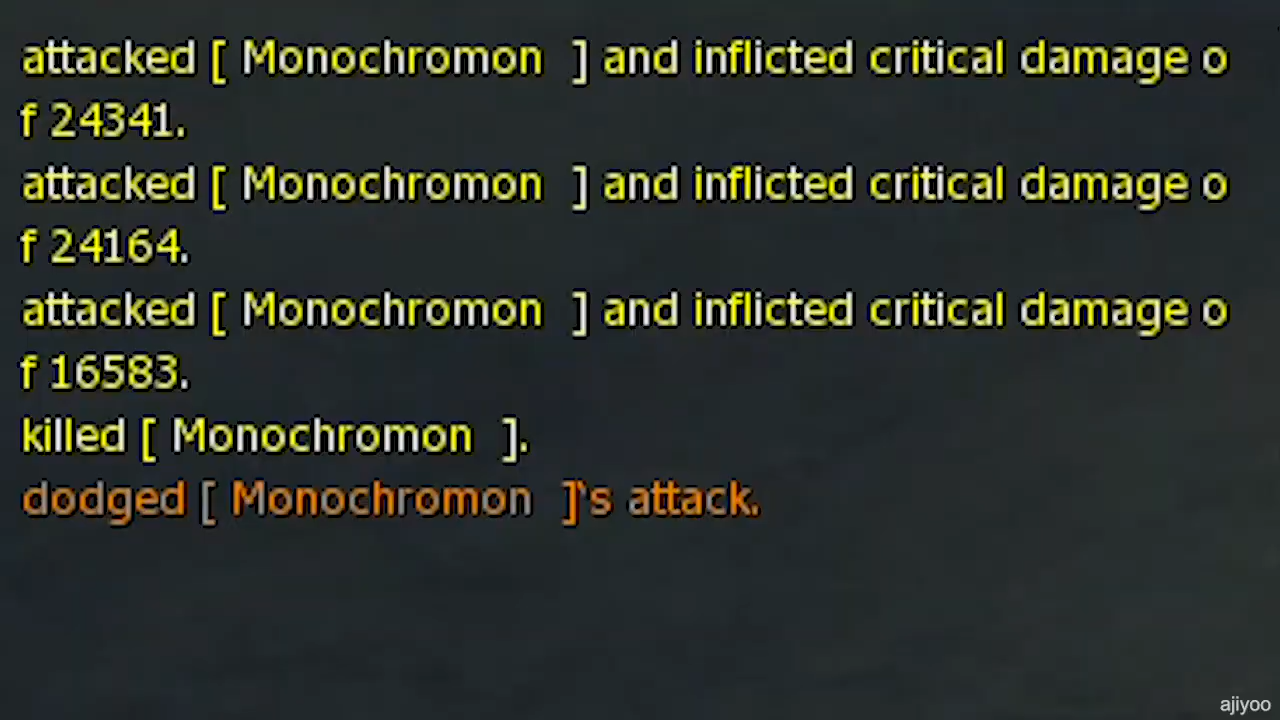 attacked [ Monochromon  ] and inflicted critical damage o
f 24341.
attacked [ Monochromon  ] and inflicted critical damage o
f 24164.
attacked [ Monochromon  ] and inflicted critical damage o
f 16583.
killed [ Monochromon  ].
dodged [ Monochromon  ]'s attack.
ajiyoo